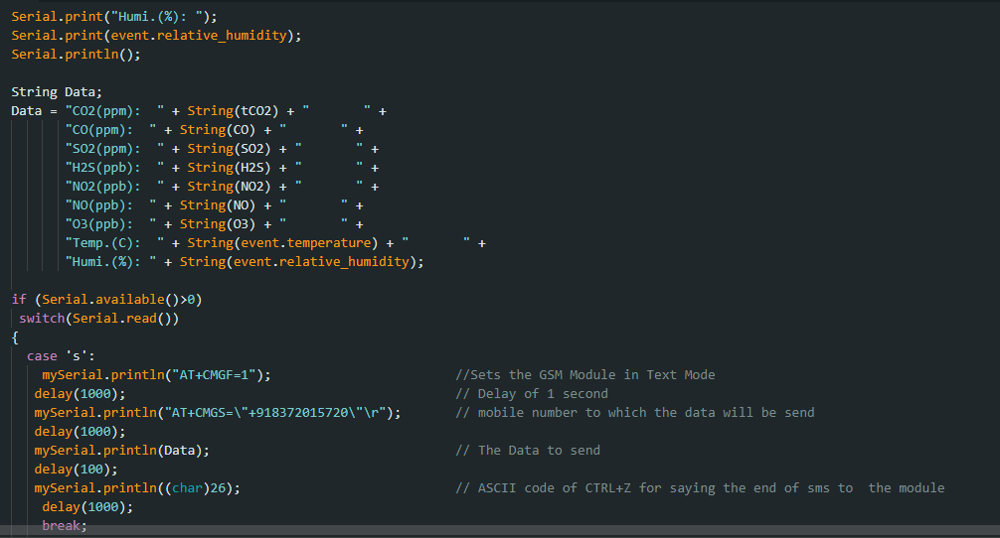 Serial.print("Humi.(%): ");
Serial.print(event.relative_humidity);
Serial.println();
String Data;
Data = "CO2(ppm):  " + String(tCO2) + "       " +
"CO(ppm):  " + String(CO) + "       " +
"SO2(ppm):  " + String(SO2) + "       " +
"H2S(ppb):  " + String(H2S) + "       " +
"NO2(ppb):  " + String(NO2) + "       " +
"NO(ppb):  " + String(NO) + "       " +
"O3(ppb):  " + String(O3) + "       " +
"Temp.(C):  " + String(event.temperature) + "       " +
"Humi.(%): " + String(event.relative_humidity);
if (Serial.available()>0)
switch(Serial.read())
{
case 's':
mySerial.println("AT+CMGF=1"); //Sets the GSM Module in Text Mode
delay(1000); // Delay of 1 second
mySerial.println("AT+CMGS=\"+918372015720\"\r"); // mobile number to which the data will be send
delay(1000);
mySerial.println(Data); // The Data to send
delay(100);
mySerial.println((char)26); // ASCII code of CTRL+Z for saying the end of sms to  the module
delay(1000);
break;